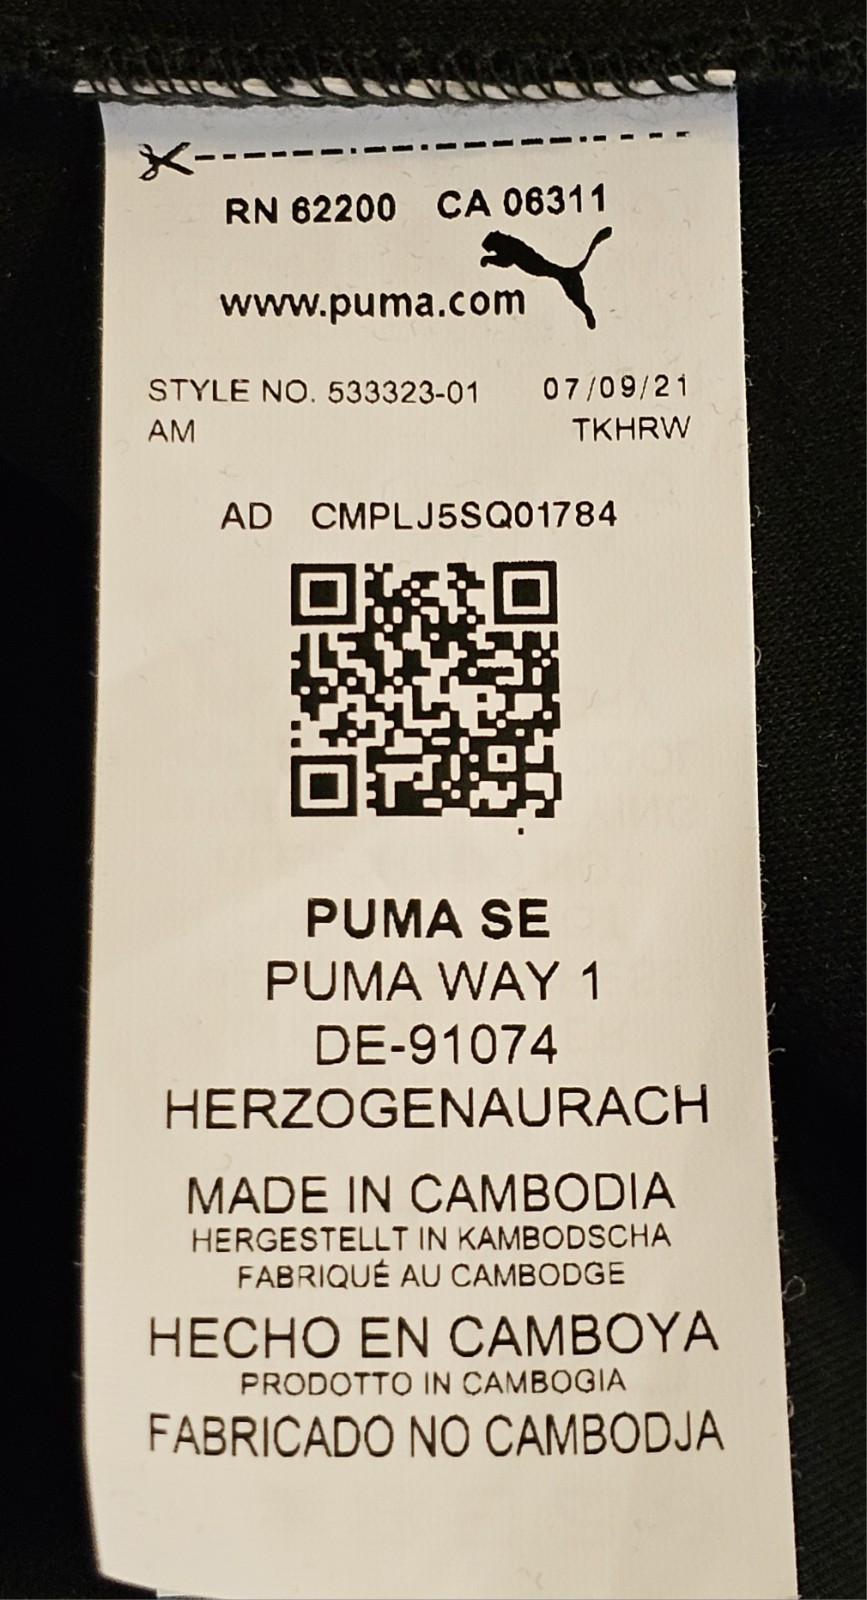 RN 62200 CA 06311
www.puma.com
STYLE NO. 533323-01 07/09/21
AM TKHRW
AD CMPLJ5SQ01784
PUMA SE
PUMA WAY 1
DE-91074
HERZOGENAURACH
MADE IN CAMBODIA
HERGESTELLT IN KAMBODSCHA
FABRIQUÉ AU CAMBODGE
HECHO EN CAMBOYA
PRODOTTO IN CAMBOGIA
FABRICADO NO CAMBODJA